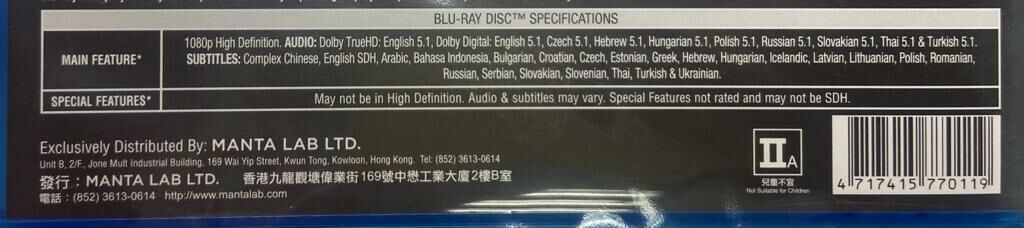 BLU-RAY DISC™ SPECIFICATIONS
MAIN FEATURE*
1080p High Definition. AUDIO: Dolby TrueHD: English 5.1, Dolby Digital: English 5.1, Czech 5.1, Hebrew 5.1, Hungarian 5.1, Polish 5.1, Russian 5.1, Slovakian 5.1, Thai 5.1 & Turkish 5.1.
SUBTITLES: Complex Chinese, English SDH, Arabic, Bahasa Indonesia, Bulgarian, Croatian, Czech, Estonian, Greek, Hebrew, Hungarian, Icelandic, Latvian, Lithuanian, Polish, Romanian,
Russian, Serbian, Slovakian, Slovenian, Thai, Turkish & Ukrainian.
SPECIAL FEATURES*
May not be in High Definition. Audio & subtitles may vary. Special Features not rated and may not be SDH.
Exclusively Distributed By: MANTA LAB LTD.
Unit B, 2/F., Jone Mult Industrial Building, 169 Wai Yip Street, Kwun Tong, Kowloon, Hong Kong. Tel: (852) 3613-0614
發行：MANTA LAB LTD. 香港九龍觀塘偉業街169號中懋工業大廈2樓B室
電話：(852) 3613-0614 http://www.mantalab.com
IIA
兒童不宜
Not Suitable for Children
4 717415 770119